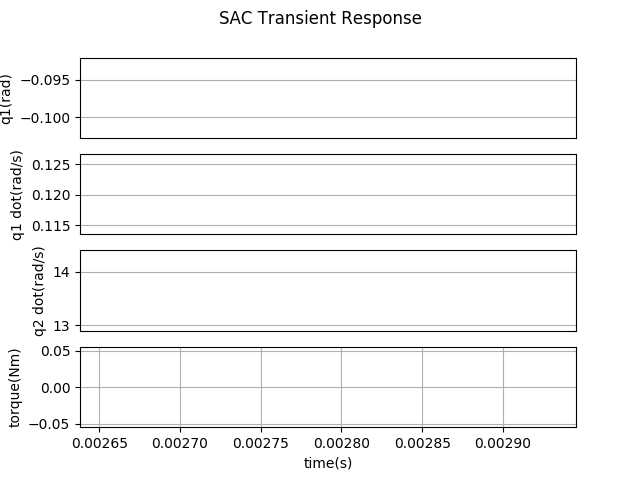 SAC Transient Response
q1(rad)
−0.095
−0.100
q1 dot(rad/s)
0.125
0.120
0.115
q2 dot(rad/s)
14
13
torque(Nm)
0.05
0.00
−0.05
0.00265 0.00270 0.00275 0.00280 0.00285 0.00290
time(s)